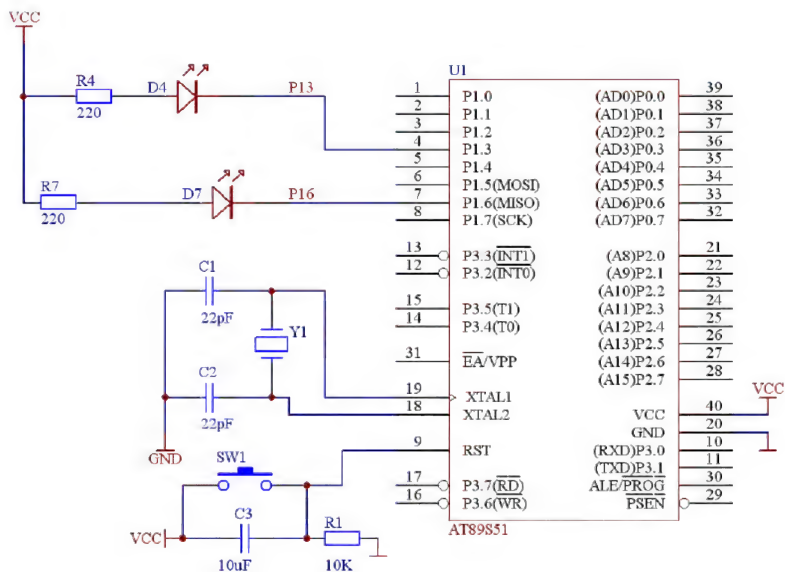 VCC
U1
R4
D4
P13
220
1 P1.0 (AD0)P0.0 39
2 P1.1 (AD1)P0.1 38
3 P1.2 (AD2)P0.2 37
4 P1.3 (AD3)P0.3 36
5 P1.4 (AD4)P0.4 35
6 P1.5(MOSI) (AD5)P0.5 34
7 P1.6(MISO) (AD6)P0.6 33
8 P1.7(SCK) (AD7)P0.7 32
R7
D7
P16
220
13 P3.3(INT1) (A8)P2.0 21
12 P3.2(INT0) (A9)P2.1 22
(A10)P2.2 23
15 P3.5(T1) (A11)P2.3 24
14 P3.4(T0) (A12)P2.4 25
(A13)P2.5 26
31 EA/VPP (A14)P2.6 27
(A15)P2.7 28
19 XTAL1
18 XTAL2 VCC 40
VCC
GND 20
9 RST (RXD)P3.0 10
(TXD)P3.1 11
17 P3.7(RD) ALE/PROG 30
16 P3.6(WR) PSEN 29
AT89S51
C1
22pF
Y1
C2
22pF
GND
SW1
C3
R1
VCC
10uF
10K